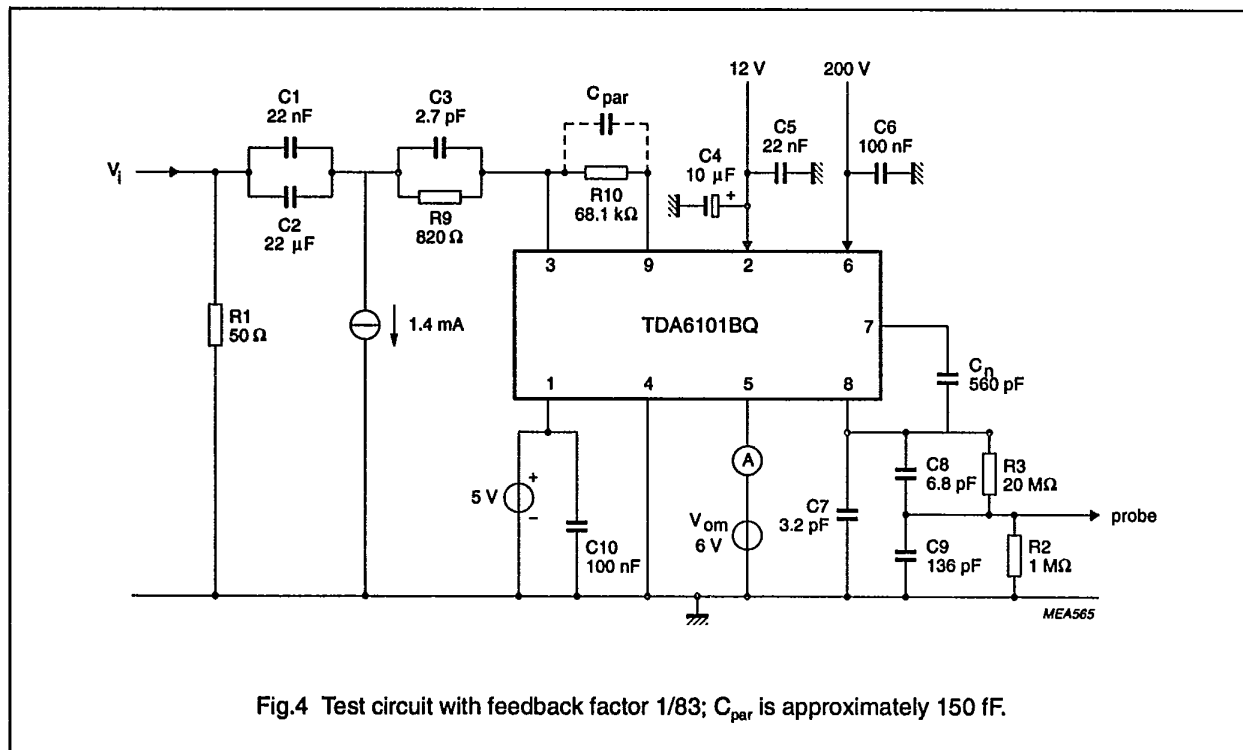 12 V
200 V
C1
22 nF
C3
2.7 pF
C par
C5
22 nF
C6
100 nF
C4
10 µF
+
Vi
C2
22 µF
R9
820 Ω
R10
68.1 kΩ
3
9
2
6
R1
50 Ω
1.4 mA
TDA6101BQ
7
Cn
560 pF
1
4
5
8
A
5 V
+
−
C10
100 nF
Vom
6 V
C7
3.2 pF
C8
6.8 pF
R3
20 MΩ
probe
C9
136 pF
R2
1 MΩ
MEA565
Fig.4 Test circuit with feedback factor 1/83; Cpar is approximately 150 fF.